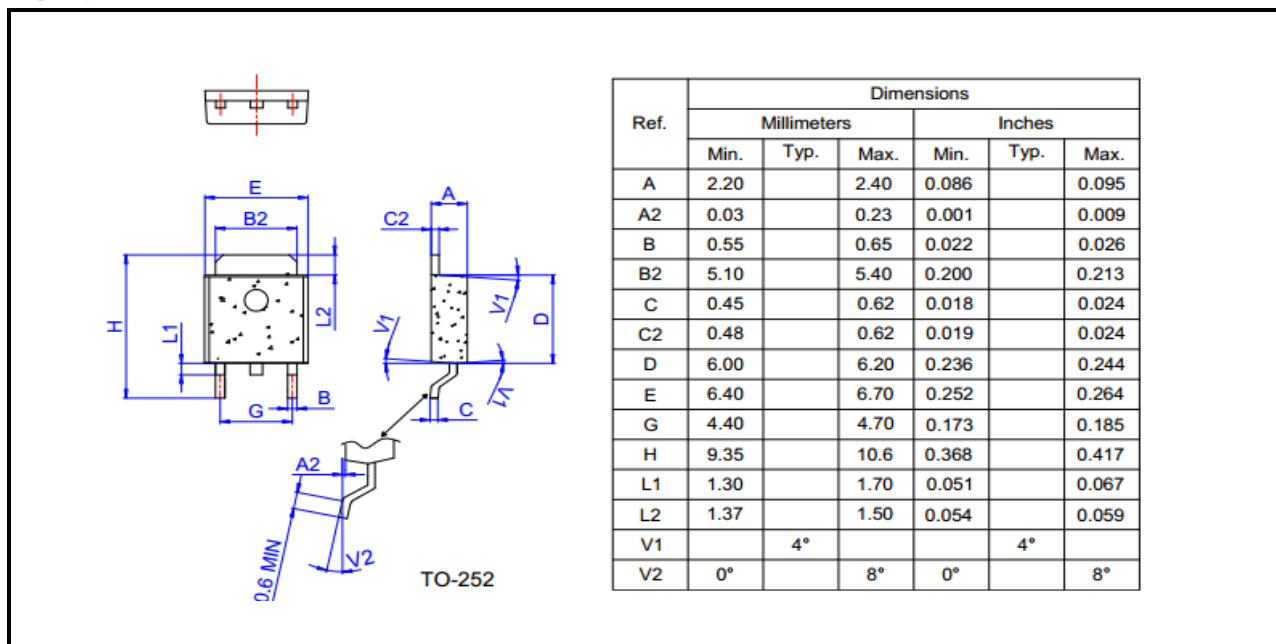 E
B2
A
C2
H
L1
L2
V1
V1
D
V1
G
B
C
A2
0.6 MIN
V2
TO-252
Ref. Dimensions
Millimeters Inches
Min. Typ. Max. Min. Typ. Max.
A 2.20 2.40 0.086 0.095
A2 0.03 0.23 0.001 0.009
B 0.55 0.65 0.022 0.026
B2 5.10 5.40 0.200 0.213
C 0.45 0.62 0.018 0.024
C2 0.48 0.62 0.019 0.024
D 6.00 6.20 0.236 0.244
E 6.40 6.70 0.252 0.264
G 4.40 4.70 0.173 0.185
H 9.35 10.6 0.368 0.417
L1 1.30 1.70 0.051 0.067
L2 1.37 1.50 0.054 0.059
V1 4° 4°
V2 0° 8° 0° 8°